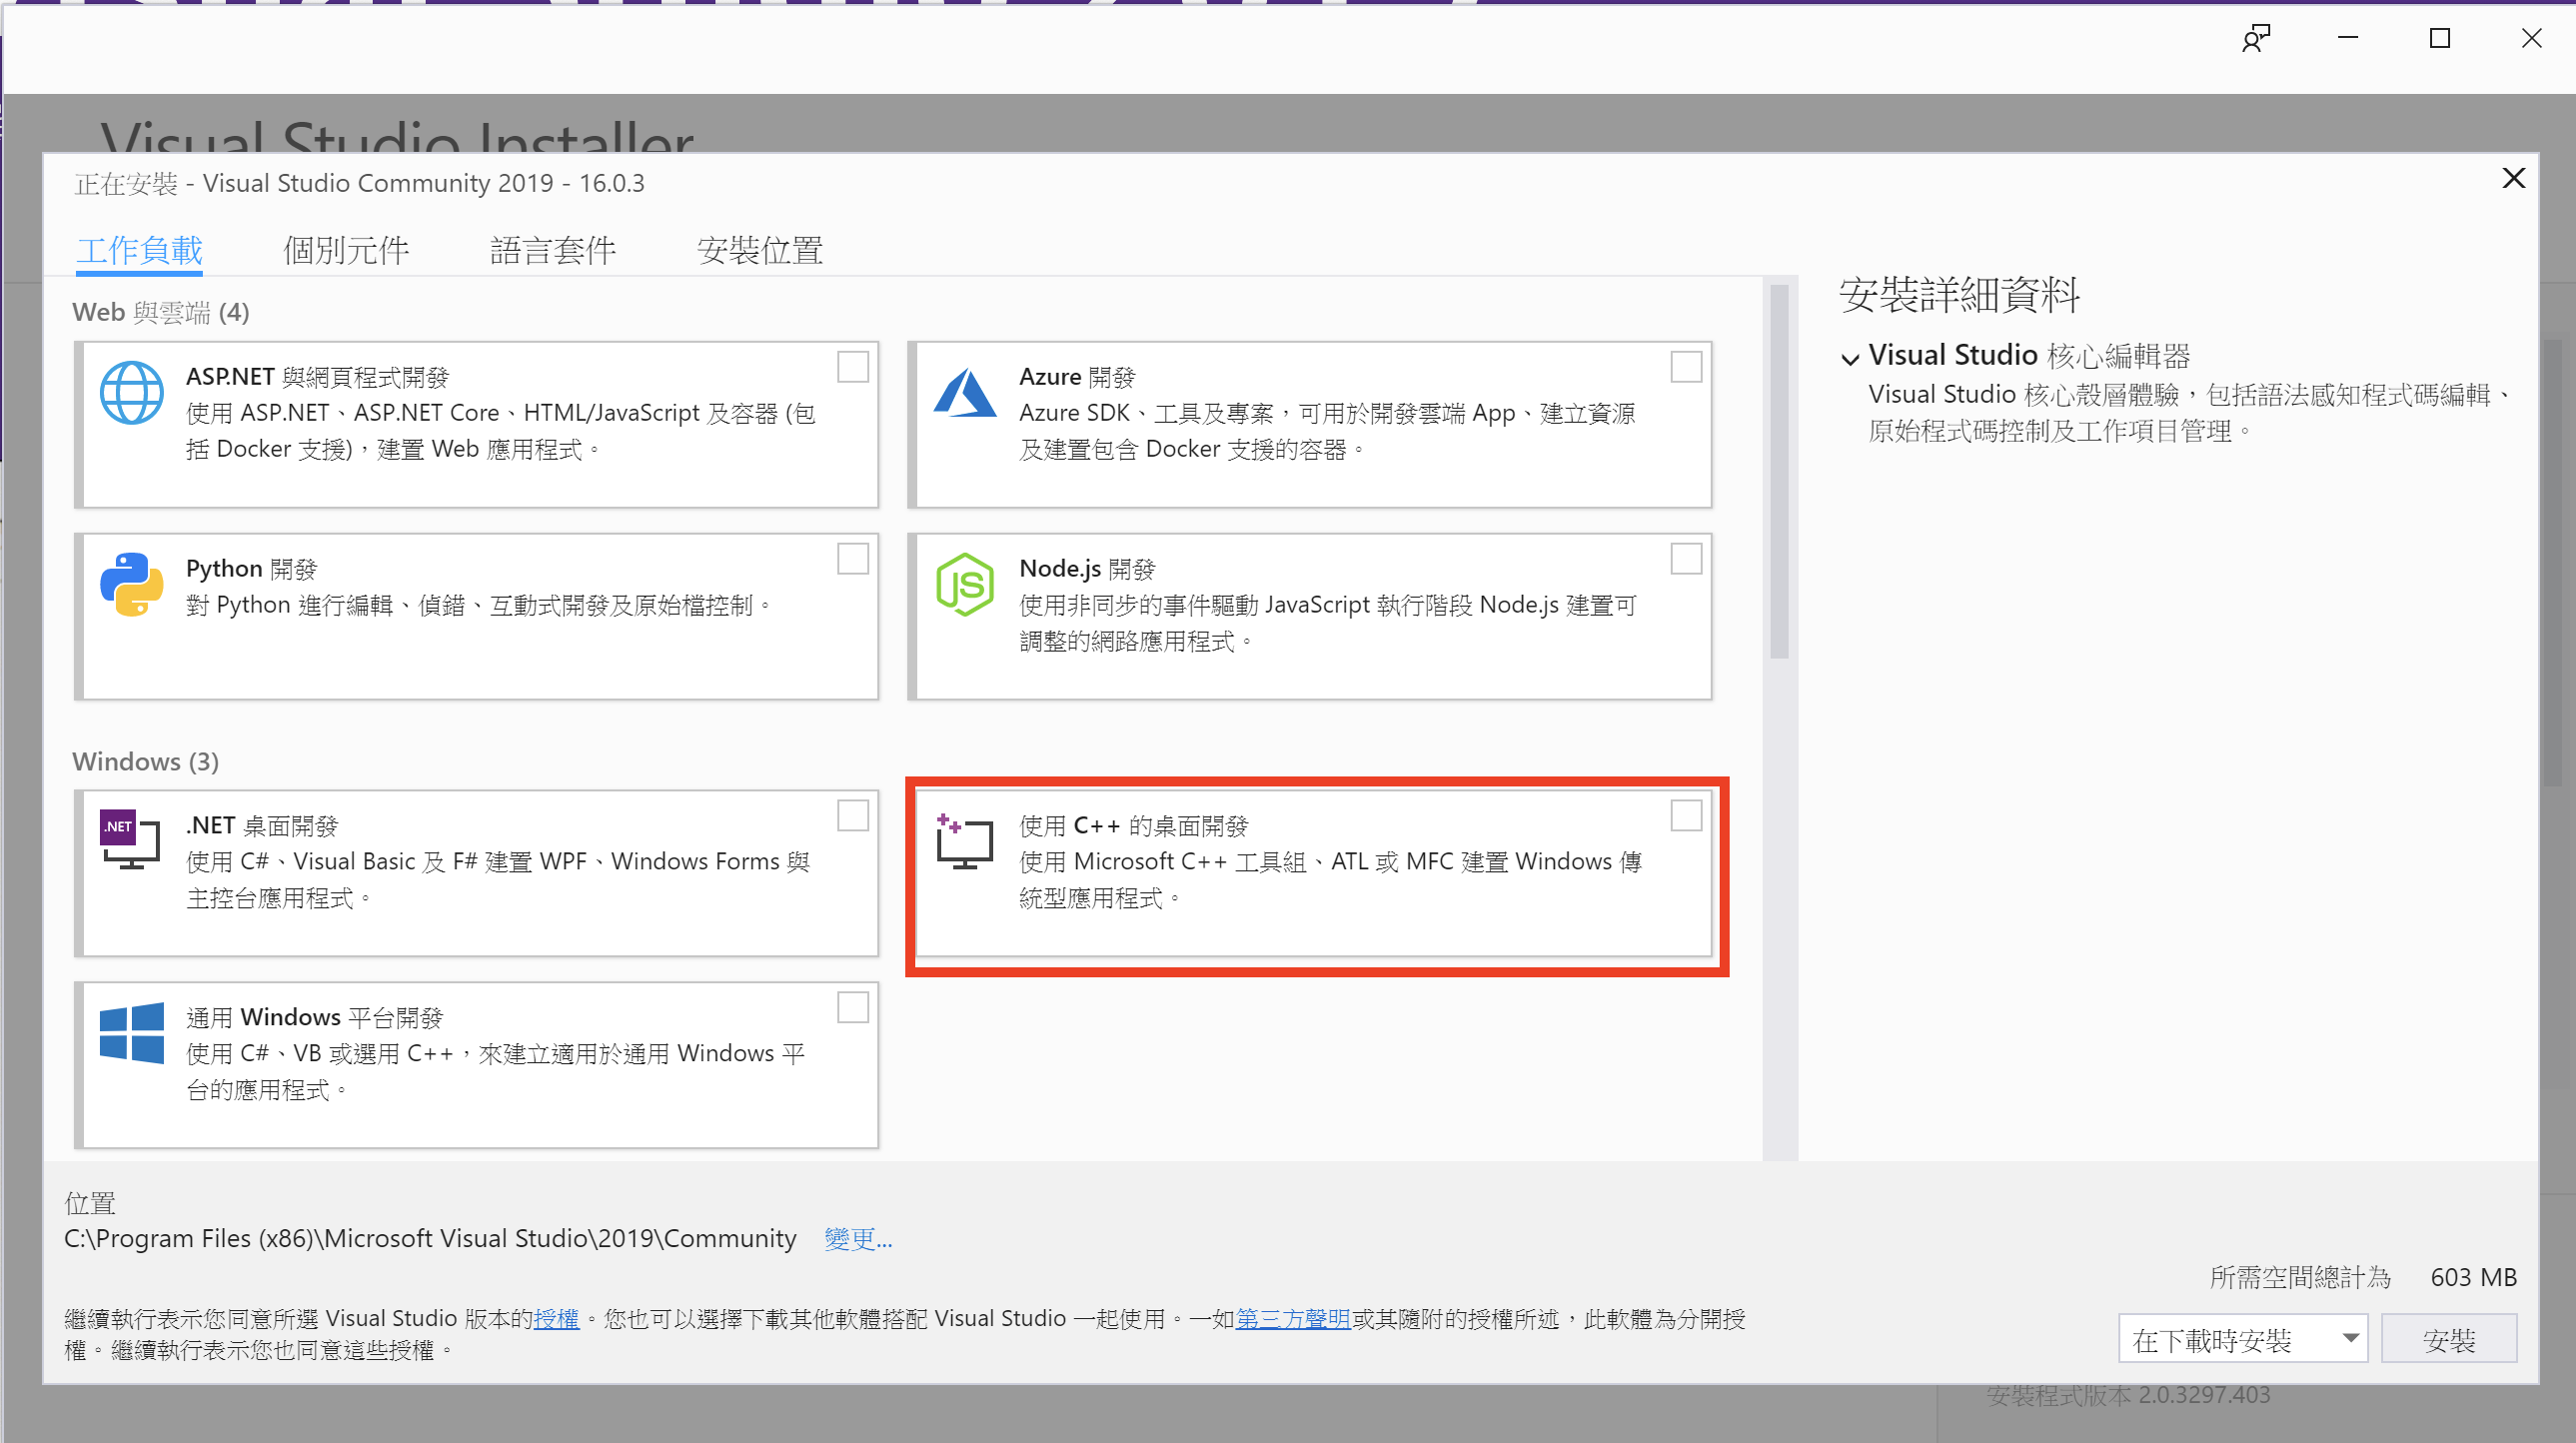 Visual Studio Installer
正在安裝 - Visual Studio Community 2019 - 16.0.3
工作負載 個別元件 語言套件 安裝位置
Web 與雲端 (4)
ASP.NET 與網頁程式開發
使用 ASP.NET、ASP.NET Core、HTML/JavaScript 及容器 (包
括 Docker 支援)，建置 Web 應用程式。
Azure 開發
Azure SDK、工具及專案，可用於開發雲端 App、建立資源
及建置包含 Docker 支援的容器。
Python 開發
對 Python 進行編輯、偵錯、互動式開發及原始檔控制。
JS
Node.js 開發
使用非同步的事件驅動 JavaScript 執行階段 Node.js 建置可
調整的網路應用程式。
Windows (3)
.NET
.NET 桌面開發
使用 C#、Visual Basic 及 F# 建置 WPF、Windows Forms 與
主控台應用程式。
使用 C++ 的桌面開發
使用 Microsoft C++ 工具組、ATL 或 MFC 建置 Windows 傳
統型應用程式。
通用 Windows 平台開發
使用 C#、VB 或選用 C++，來建立適用於通用 Windows 平
台的應用程式。
安裝詳細資料
Visual Studio 核心編輯器
Visual Studio 核心殼層體驗，包括語法感知程式碼編輯、
原始程式碼控制及工作項目管理。
位置
C:\Program Files (x86)\Microsoft Visual Studio\2019\Community 變更...
所需空間總計為 603 MB
繼續執行表示您同意所選 Visual Studio 版本的授權。您也可以選擇下載其他軟體搭配 Visual Studio 一起使用。一如第三方聲明或其隨附的授權所述，此軟體為分開授
權。繼續執行表示您也同意這些授權。
在下載時安裝 安裝
安裝程式版本 2.0.3297.403